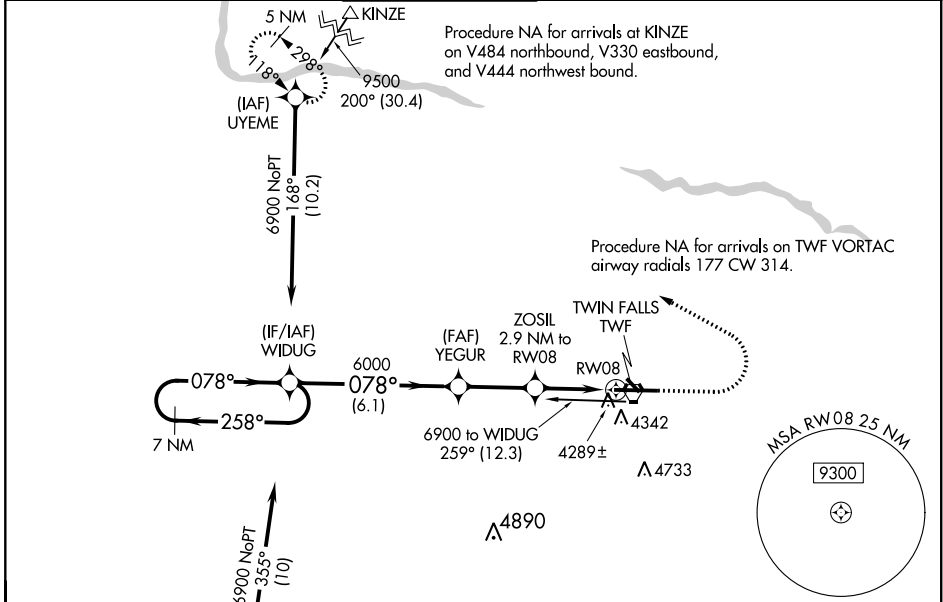 5 NM
KINZE
Procedure NA for arrivals at KINZE
on V484 northbound, V330 eastbound,
and V444 northwest bound.
298°
118°
9500
200° (30.4)
(IAF)
UYEME
6900 NoPT
168°
(10.2)
Procedure NA for arrivals on TWF VORTAC
airway radials 177 CW 314.
TWIN FALLS
TWF
ZOSIL
2.9 NM to
RW08
(IF/IAF)
WIDUG
(FAF)
YEGUR
RW08
6000
078°
078°
(6.1)
258°
7 NM
6900 to WIDUG
259° (12.3)
4289±
4342
4733
4890
MSA RW08 25 NM
9300
6900 NoPT
355°
(10)